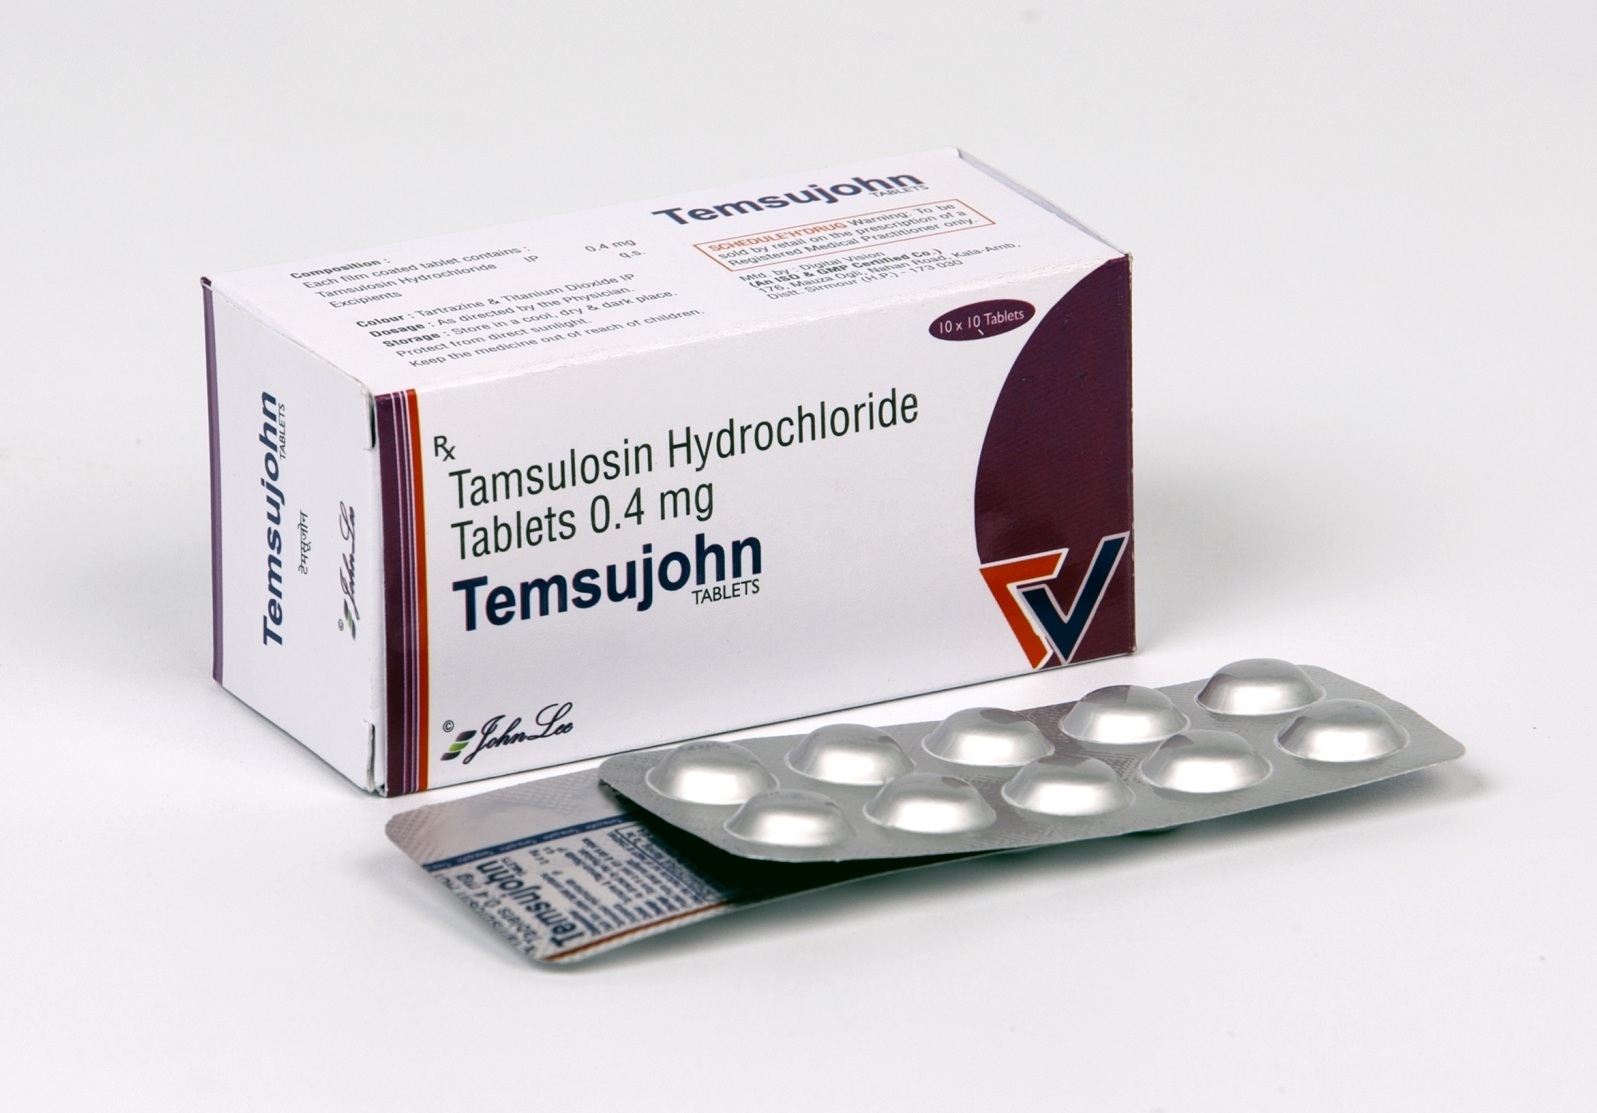 Temsujohn
TABLETS
Composition :
Each film coated tablet contains :
Tamsulosin Hydrochloride IP 0.4 mg
Excipients q.s.
Colour : Tartrazine & Titanium Dioxide IP
Dosage : As directed by the Physician.
Storage : Store in a cool, dry & dark place.
Protect from direct sunlight.
Keep the medicine out of reach of children.
SCHEDULE'H'DRUG Warning: To be
sold by retail on the prescription of a
Registered Medical Practitioner only.
Mfd. by: Digital Vision
(An ISO & GMP Certified Co.)
176, Mauza Ogli, Nahan Road, Kala-Amb,
Distt. Sirmour (H.P.) - 173 030
10 x 10 Tablets
Rx
Tamsulosin Hydrochloride
Tablets 0.4 mg
Temsujohn
TABLETS
© John Lee
Temsujohn
TABLETS
टेमसूजोन
© John Lee
Tablets 0.4 mg
Temsujohn